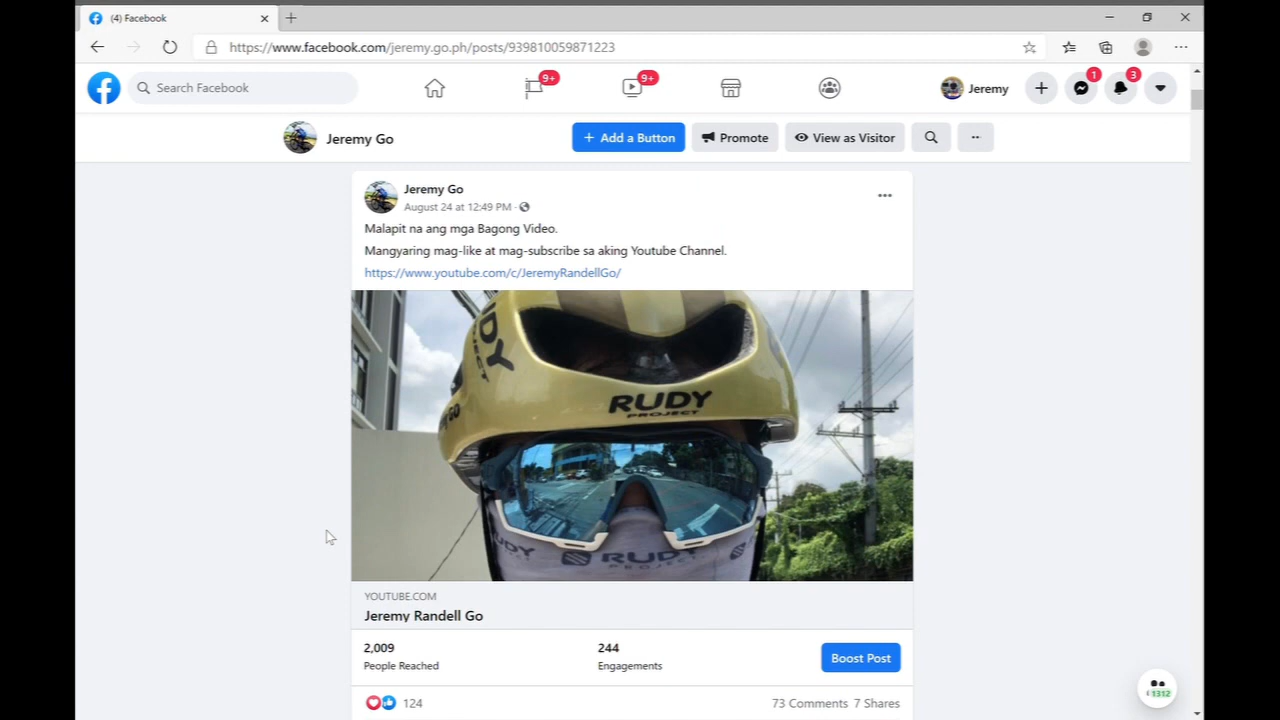 (4) Facebook
https://www.facebook.com/jeremy.go.ph/posts/939810059871223
Search Facebook
9+
9+
Jeremy
1
3
Jeremy Go
+ Add a Button
Promote
View as Visitor
Jeremy Go
August 24 at 12:49 PM ·
Malapit na ang mga Bagong Video.
Mangyaring mag-like at mag-subscribe sa aking Youtube Channel.
https://www.youtube.com/c/JeremyRandellGo/
RUDY
PROJECT
RUDY
PROJECT
YOUTUBE.COM
Jeremy Randell Go
2,009
People Reached
244
Engagements
Boost Post
124
73 Comments 7 Shares
1312